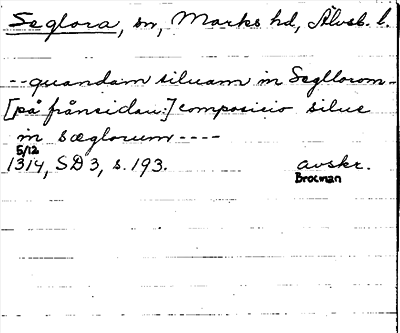 Seglora, sn, Marks hd, Älvsb. l.
--quandam siluam in Segllorom-
[på frånsidan:] composicio silue
in sæglorum ----
5/12
1314, SD 3, s. 193. avskr.
Brocman